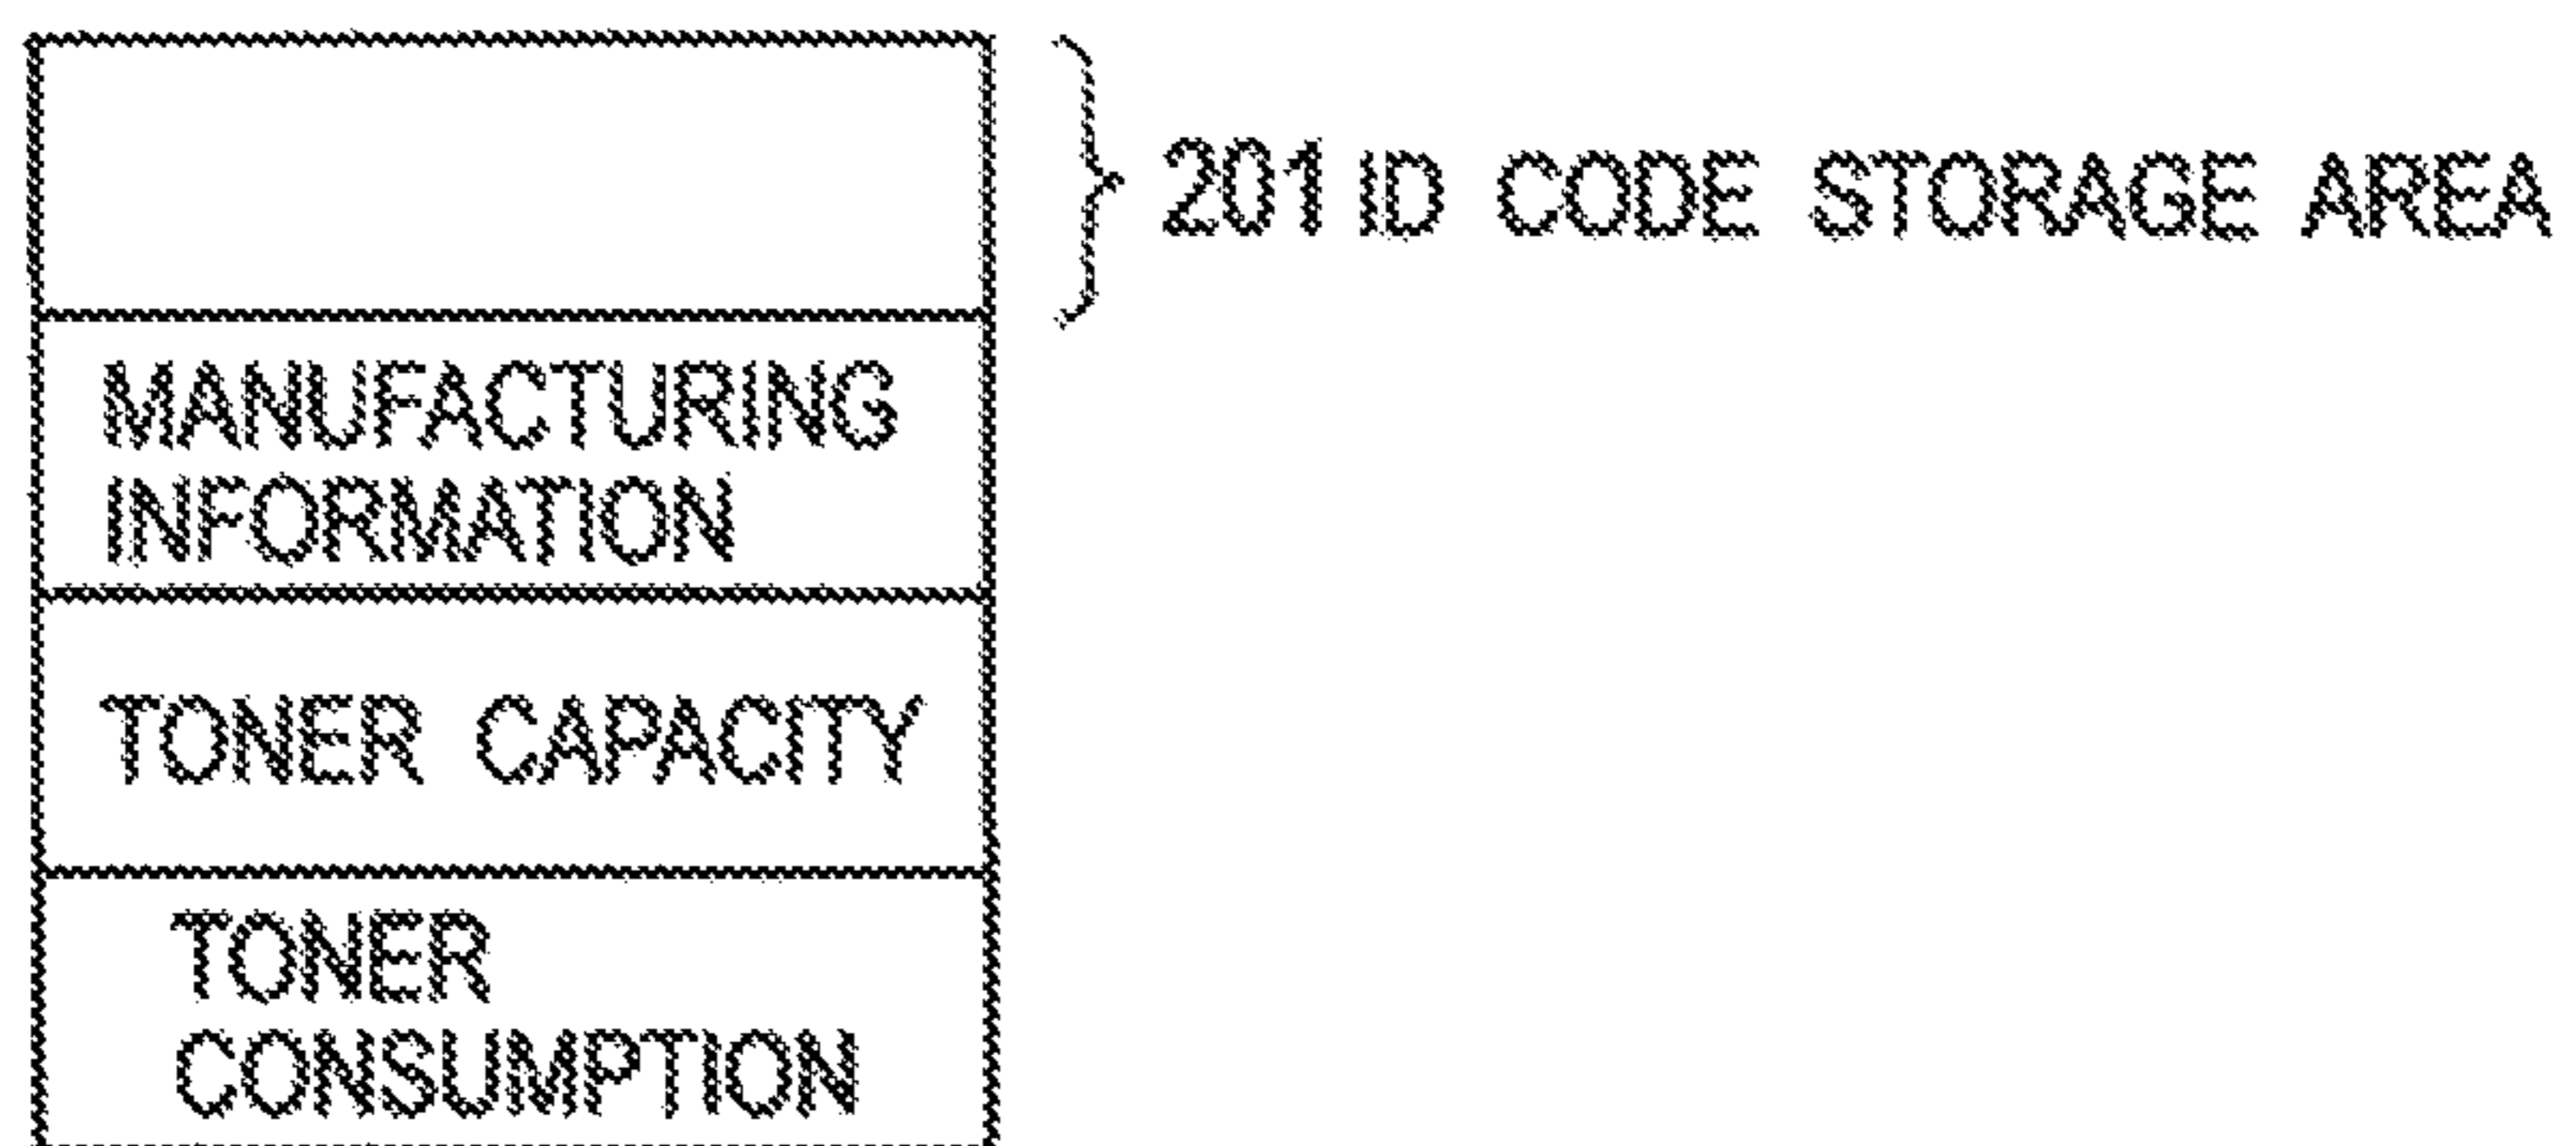 201 ID CODE STORAGE AREA
MANUFACTURING
INFORMATION
TONER CAPACITY
TONER
CONSUMPTION